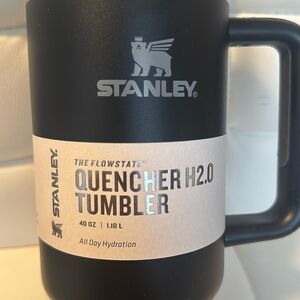 STANLEY®
THE FLOWSTATE™
QUENCHER H2.0
TUMBLER
40 OZ | 1.18 L
All Day Hydration
STANLEY®